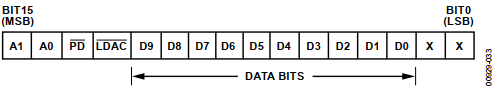 BIT15
(MSB)
BIT0
(LSB)
A1 A0 PD LDAC D9 D8 D7 D6 D5 D4 D3 D2 D1 D0 X X
DATA BITS
00929-033